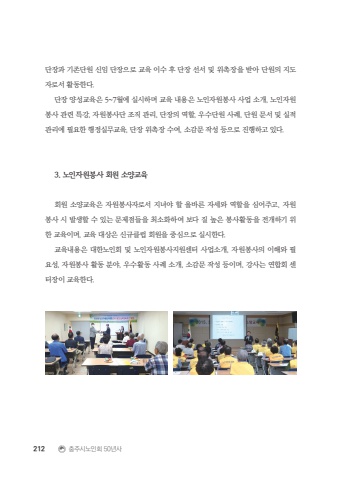 단장과 기존단원 신임 단장으로 교육 이수 후 단장 선서 및 위촉장을 받아 단원의 지도
자로서 활동한다.
단장 양성교육은 5~7월에 실시하며 교육 내용은 노인자원봉사 사업 소개, 노인자원
봉사 관련 특강, 자원봉사단 조직 관리, 단장의 역할, 우수단원 사례, 단원 문서 및 실적
관리에 필요한 행정실무교육, 단장 위촉장 수여, 소감문 작성 등으로 진행하고 있다.
3. 노인자원봉사 회원 소양교육
회원 소양교육은 자원봉사자로서 지녀야 할 올바른 자세와 역할을 심어주고, 자원
봉사 시 발생할 수 있는 문제점들을 최소화하여 보다 질 높은 봉사활동을 전개하기 위
한 교육이며, 교육 대상은 신규클럽 회원을 중심으로 실시한다.
교육내용은 대한노인회 및 노인자원봉사지원센터 사업소개, 자원봉사의 이해와 필
요성, 자원봉사 활동 분야, 우수활동 사례 소개, 소감문 작성 등이며, 강사는 연합회 센
터장이 교육한다.
212 충주시노인회 50년사